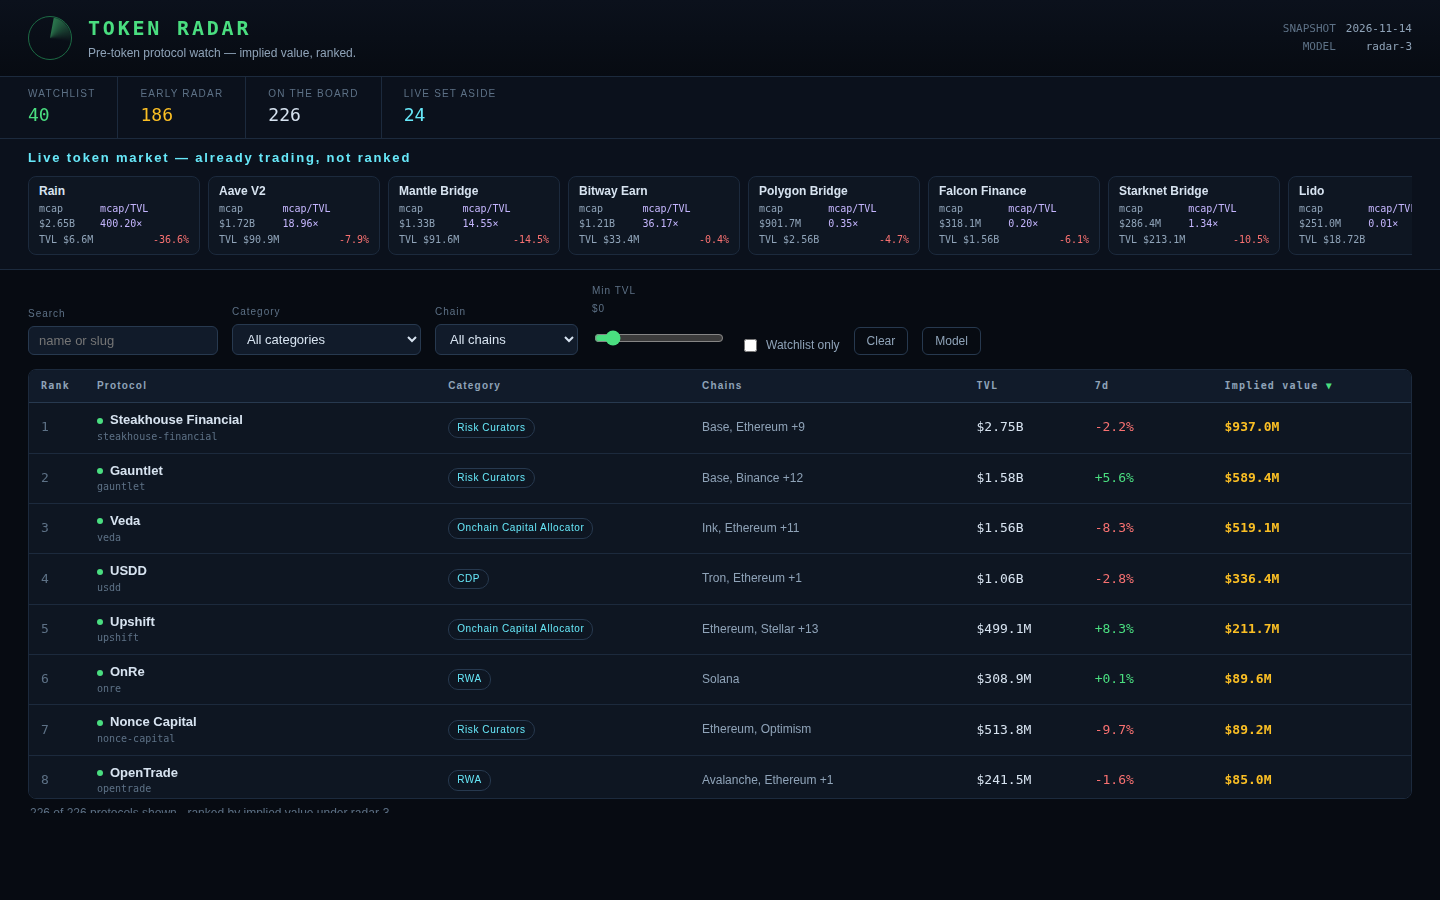 TOKEN RADAR
Pre-token protocol watch — implied value, ranked.
SNAPSHOT 2026-11-14
MODEL radar-3
WATCHLIST
40
EARLY RADAR
186
ON THE BOARD
226
LIVE SET ASIDE
24
Live token market — already trading, not ranked
Rain
mcap mcap/TVL
$2.65B 400.20×
TVL $6.6M -36.6%
Aave V2
mcap mcap/TVL
$1.72B 18.96×
TVL $90.9M -7.9%
Mantle Bridge
mcap mcap/TVL
$1.33B 14.55×
TVL $91.6M -14.5%
Bitway Earn
mcap mcap/TVL
$1.21B 36.17×
TVL $33.4M -0.4%
Polygon Bridge
mcap mcap/TVL
$901.7M 0.35×
TVL $2.56B -4.7%
Falcon Finance
mcap mcap/TVL
$318.1M 0.20×
TVL $1.56B -6.1%
Starknet Bridge
mcap mcap/TVL
$286.4M 1.34×
TVL $213.1M -10.5%
Lido
mcap mcap/TVL
$251.0M 0.01×
TVL $18.72B
Search
name or slug
Category
All categories
Chain
All chains
Min TVL
$0
Watchlist only
Clear
Model
Rank Protocol Category Chains TVL 7d Implied value ▼
1 Steakhouse Financial Risk Curators Base, Ethereum +9 $2.75B -2.2% $937.0M
steakhouse-financial
2 Gauntlet Risk Curators Base, Binance +12 $1.58B +5.6% $589.4M
gauntlet
3 Veda Onchain Capital Allocator Ink, Ethereum +11 $1.56B -8.3% $519.1M
veda
4 USDD CDP Tron, Ethereum +1 $1.06B -2.8% $336.4M
usdd
5 Upshift Onchain Capital Allocator Ethereum, Stellar +13 $499.1M +8.3% $211.7M
upshift
6 OnRe RWA Solana $308.9M +0.1% $89.6M
onre
7 Nonce Capital Risk Curators Ethereum, Optimism $513.8M -9.7% $89.2M
nonce-capital
8 OpenTrade RWA Avalanche, Ethereum +1 $241.5M -1.6% $85.0M
opentrade
226 of 226 protocols shown · ranked by implied value under radar-3